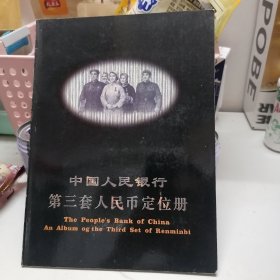 中国人民银行
第三套人民币定位册
The People's Bank of China
An Album og the Third Set of Renminbi